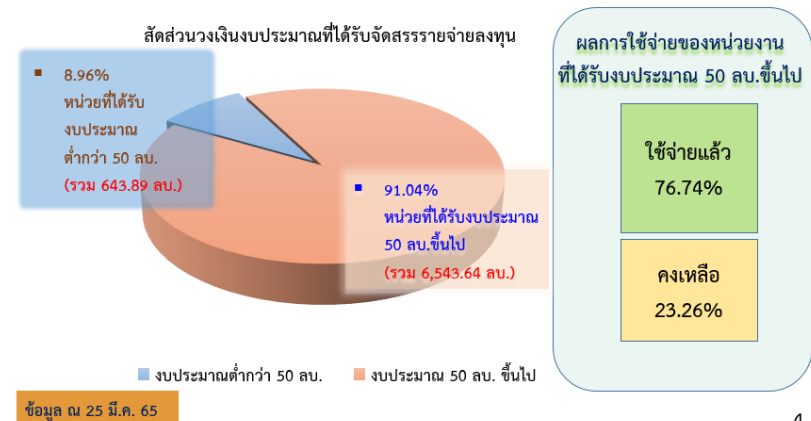 สัดส่วนวงเงินงบประมาณที่ได้รับจัดสรรรายจ่ายลงทุน
▪ 8.96%
หน่วยที่ได้รับ
งบประมาณ
ต่ำกว่า 50 ลบ.
(รวม 643.89 ลบ.)
▪ 91.04%
หน่วยที่ได้รับงบประมาณ
50 ลบ.ขึ้นไป
(รวม 6,543.64 ลบ.)
งบประมาณต่ำกว่า 50 ลบ. งบประมาณ 50 ลบ. ขึ้นไป
ผลการใช้จ่ายของหน่วยงาน
ที่ได้รับงบประมาณ 50 ลบ.ขึ้นไป
ใช้จ่ายแล้ว
76.74%
คงเหลือ
23.26%
ข้อมูล ณ 25 มี.ค. 65
4